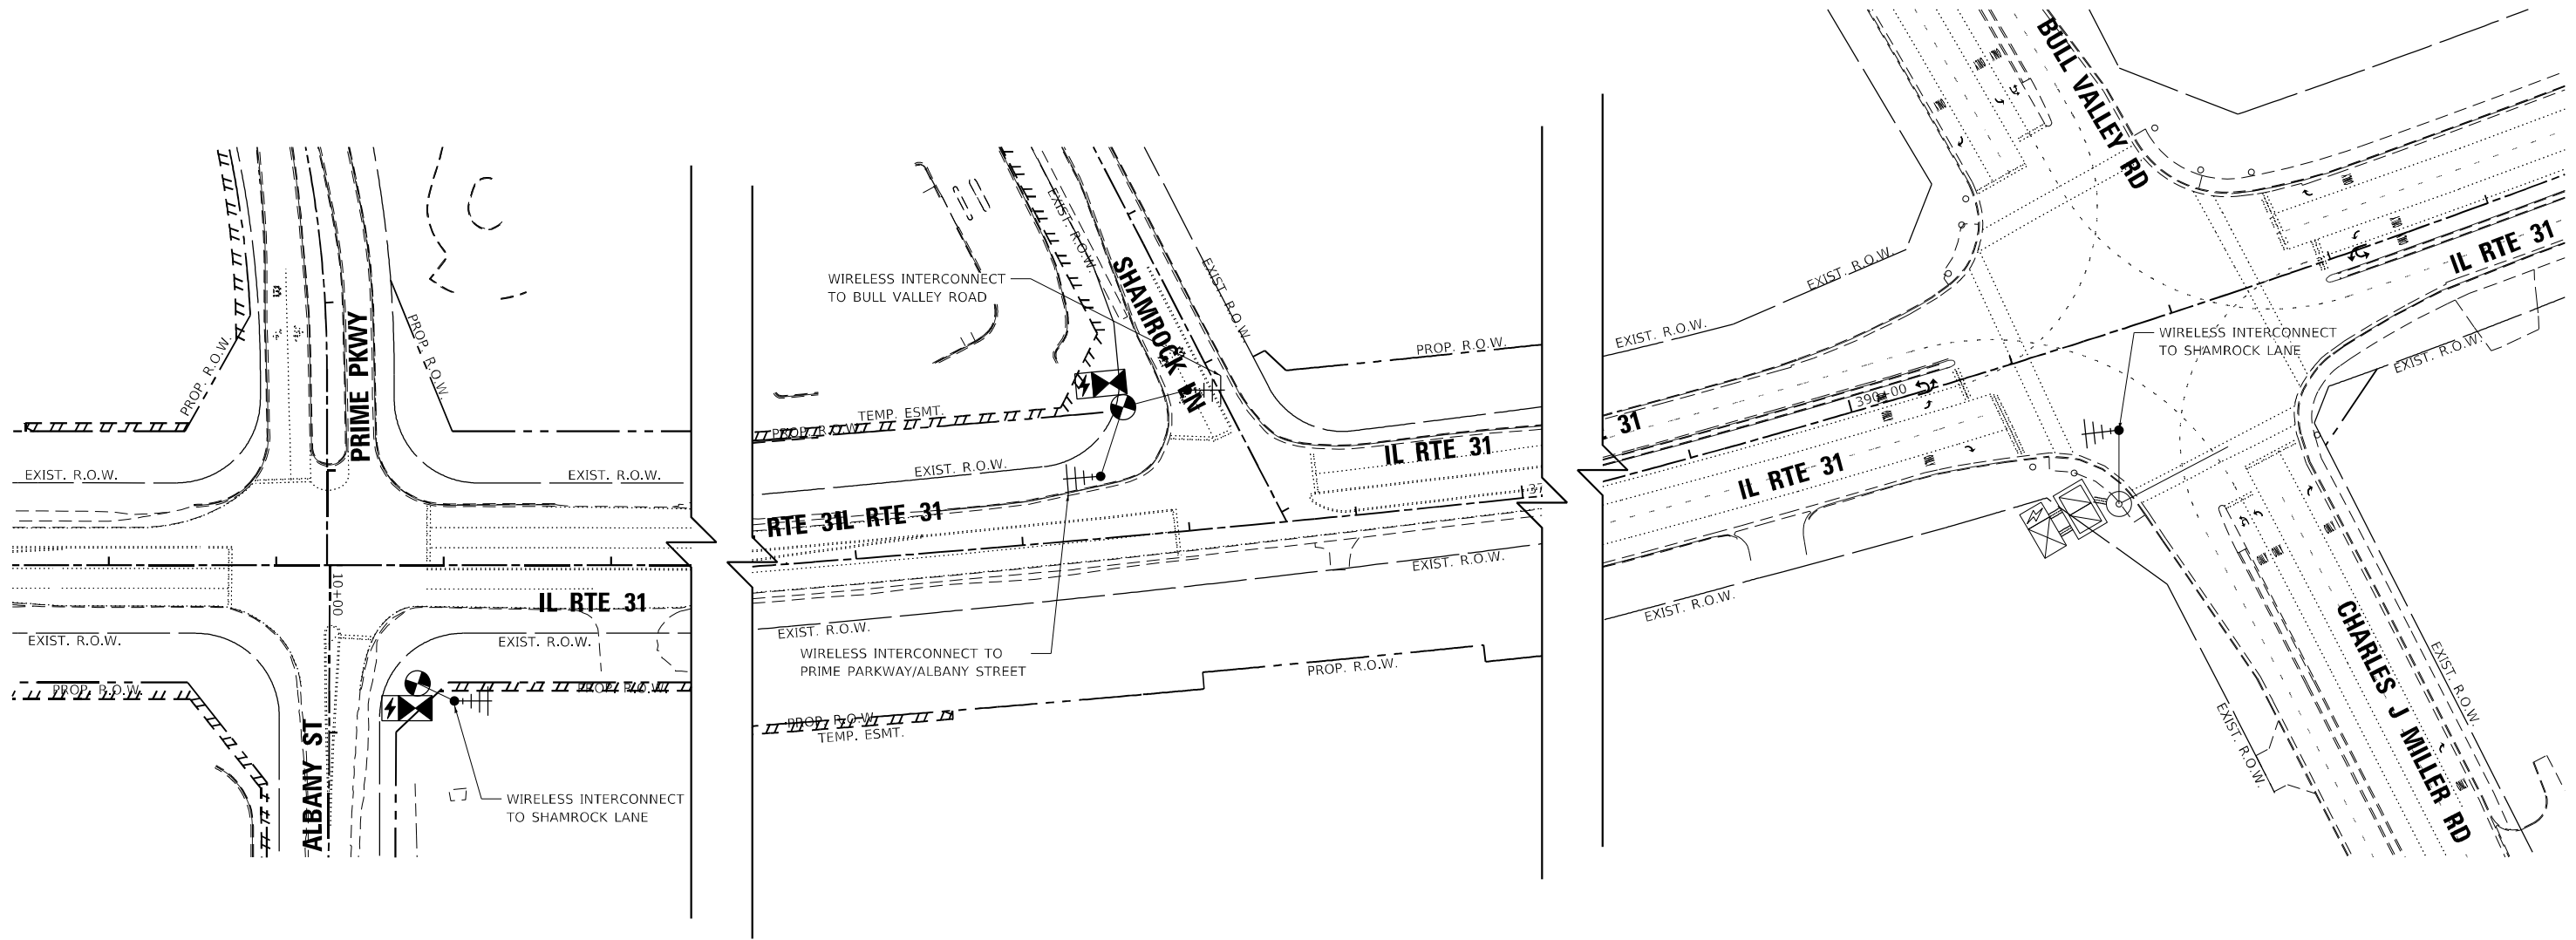 PROP. R.O.W.
PRIME PKWY
PROP. R.O.W.
EXIST. R.O.W.
EXIST. R.O.W.
10+00
IL RTE 31
EXIST. R.O.W.
EXIST. R.O.W.
PROP. R.O.W.
PROP. R.O.W.
ALBANY ST
WIRELESS INTERCONNECT
TO SHAMROCK LANE
EXIST. R.O.W.
WIRELESS INTERCONNECT
TO BULL VALLEY ROAD
SHAMROCK LN
EXIST. R.O.W.
PROP. R.O.W.
TEMP. ESMT.
PROP. R.O.W.
EXIST. R.O.W.
IL RTE 31
RTE 31
IL RTE 31
EXIST. R.O.W.
EXIST. R.O.W.
WIRELESS INTERCONNECT TO
PRIME PARKWAY/ALBANY STREET
PROP. R.O.W.
PROP. R.O.W.
TEMP. ESMT.
BULL VALLEY RD
EXIST. R.O.W.
EXIST. R.O.W.
IL RTE 31
WIRELESS INTERCONNECT
TO SHAMROCK LANE
EXIST. R.O.W.
390+00
31
IL RTE 31
EXIST. R.O.W.
CHARLES J MILLER RD
EXIST. R.O.W.
EXIST. R.O.W.